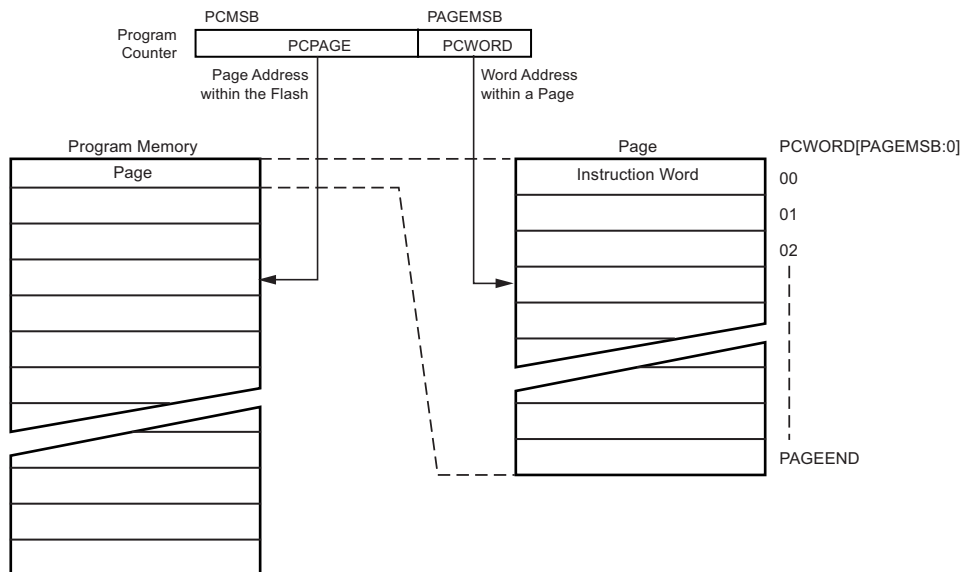 PCMSB
PAGEMSB
Program
Counter
PCPAGE
PCWORD
Page Address
within the Flash
Word Address
within a Page
Program Memory
Page
PCWORD[PAGEMSB:0]
Page
Instruction Word
00
01
02
PAGEEND